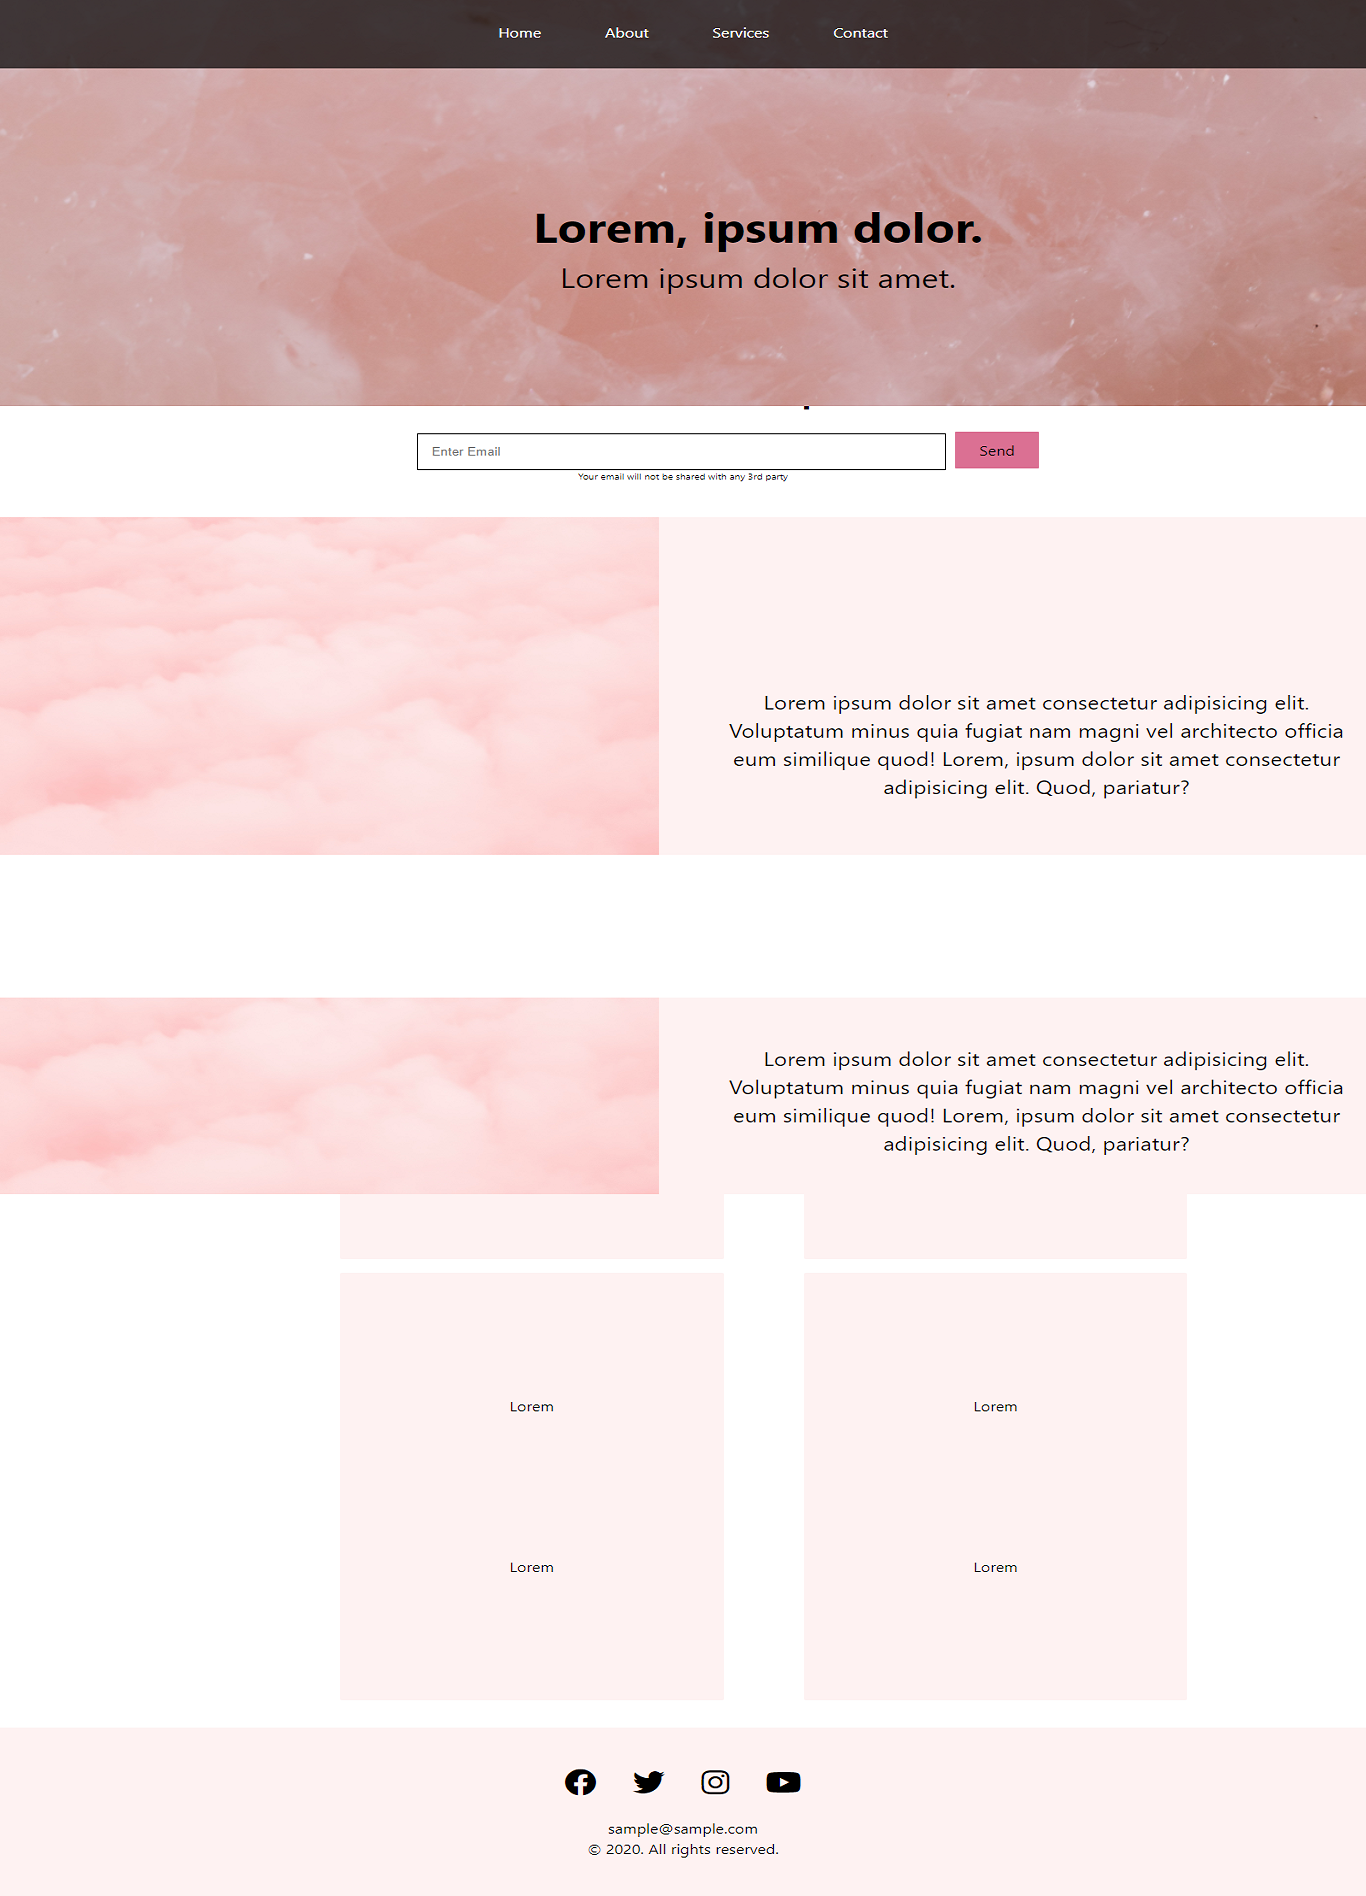 Home About Services Contact
Lorem, ipsum dolor.
Lorem ipsum dolor sit amet.
Enter Email Send
Your email will not be shared with any 3rd party
Lorem ipsum dolor sit amet consectetur adipisicing elit.
Voluptatum minus quia fugiat nam magni vel architecto officia
eum similique quod! Lorem, ipsum dolor sit amet consectetur
adipisicing elit. Quod, pariatur?
Lorem ipsum dolor sit amet consectetur adipisicing elit.
Voluptatum minus quia fugiat nam magni vel architecto officia
eum similique quod! Lorem, ipsum dolor sit amet consectetur
adipisicing elit. Quod, pariatur?
Lorem Lorem
Lorem Lorem
sample@sample.com
© 2020. All rights reserved.